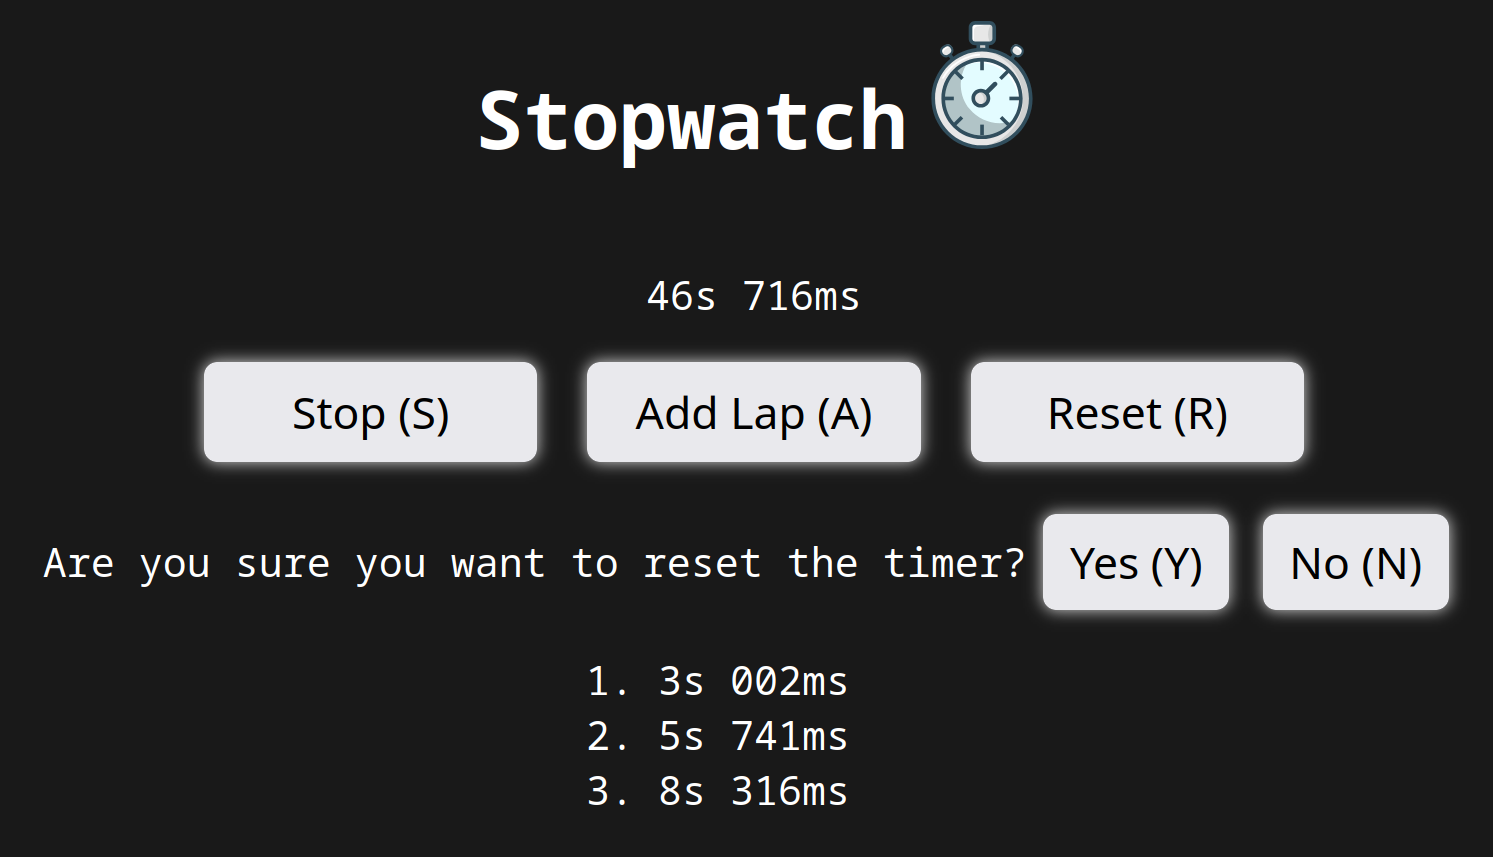 Stopwatch
46s 716ms
Stop (S) Add Lap (A) Reset (R)
Are you sure you want to reset the timer? Yes (Y) No (N)
1. 3s 002ms
2. 5s 741ms
3. 8s 316ms